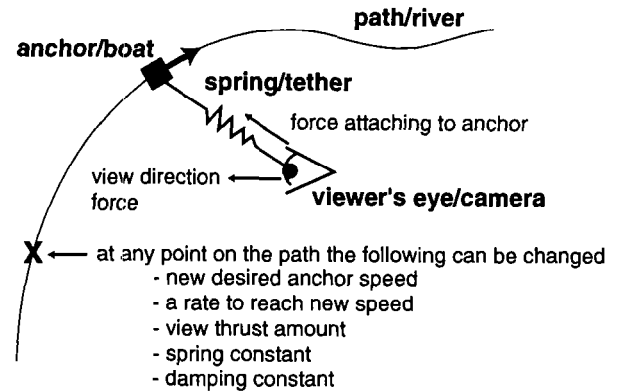 path/river
anchor/boat
spring/tether
force attaching to anchor
view direction
force
viewer's eye/camera
X
at any point on the path the following can be changed
- new desired anchor speed
- a rate to reach new speed
- view thrust amount
- spring constant
- damping constant